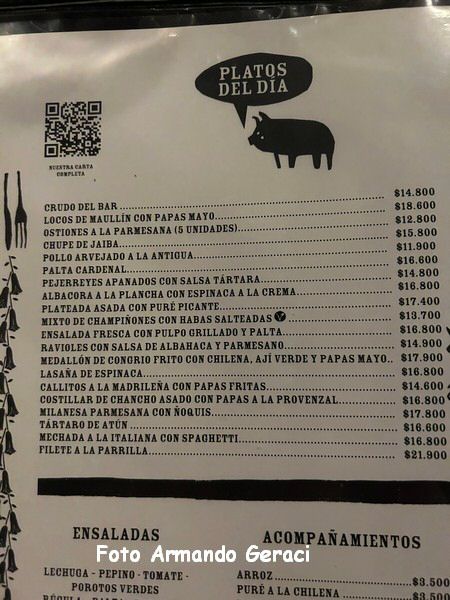 PLATOS
DEL DÍA
NUESTRA CARTA
COMPLETA
CRUDO DEL BAR ........ $14.800
LOCOS DE MAULLÍN CON PAPAS MAYO........ $18.600
OSTIONES A LA PARMESANA (5 UNIDADES)........ $12.800
CHUPE DE JAIBA........ $15.800
POLLO ARVEJADO A LA ANTIGUA........ $11.900
PALTA CARDENAL........ $16.600
PEJERREYES APANADOS CON SALSA TÁRTARA........ $14.800
ALBACORA A LA PLANCHA CON ESPINACA A LA CREMA........ $16.800
PLATEADA ASADA CON PURÉ PICANTE........ $17.400
MIXTO DE CHAMPIÑONES CON HABAS SALTEADAS ........ $13.700
ENSALADA FRESCA CON PULPO GRILLADO Y PALTA........ $16.800
RAVIOLES CON SALSA DE ALBAHACA Y PARMESANO........ $14.900
MEDALLÓN DE CONGRIO FRITO CON CHILENA, AJÍ VERDE Y PAPAS MAYO.. $17.900
LASAÑA DE ESPINACA........ $16.800
CALLITOS A LA MADRILEÑA CON PAPAS FRITAS........ $14.600
COSTILLAR DE CHANCHO ASADO CON PAPAS A LA PROVENZAL........ $16.800
MILANESA PARMESANA CON ÑOQUIS........ $17.800
TÁRTARO DE ATÚN ........ $16.600
MECHADA A LA ITALIANA CON SPAGHETTI........ $16.800
FILETE A LA PARRILLA........ $21.900
ENSALADAS
LECHUGA - PEPINO - TOMATE -
POROTOS VERDES
ACOMPAÑAMIENTOS
ARROZ ........ $3.500
PURÉ A LA CHILENA ........ $3.500
Foto Armando Geraci